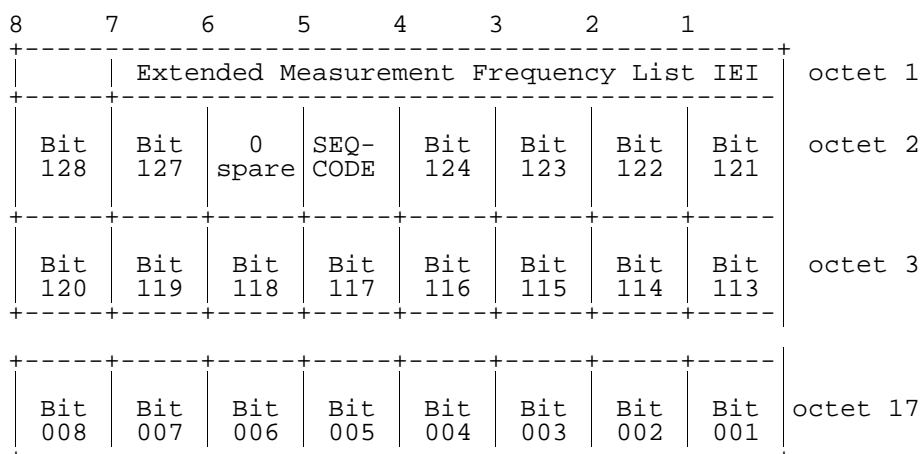 8 7 6 5 4 3 2 1
Extended Measurement Frequency List IEI octet 1
Bit Bit 0 SEQ- Bit Bit Bit Bit octet 2
128 127 spare CODE 124 123 122 121
Bit Bit Bit Bit Bit Bit Bit Bit octet 3
120 119 118 117 116 115 114 113
Bit Bit Bit Bit Bit Bit Bit Bit octet 17
008 007 006 005 004 003 002 001